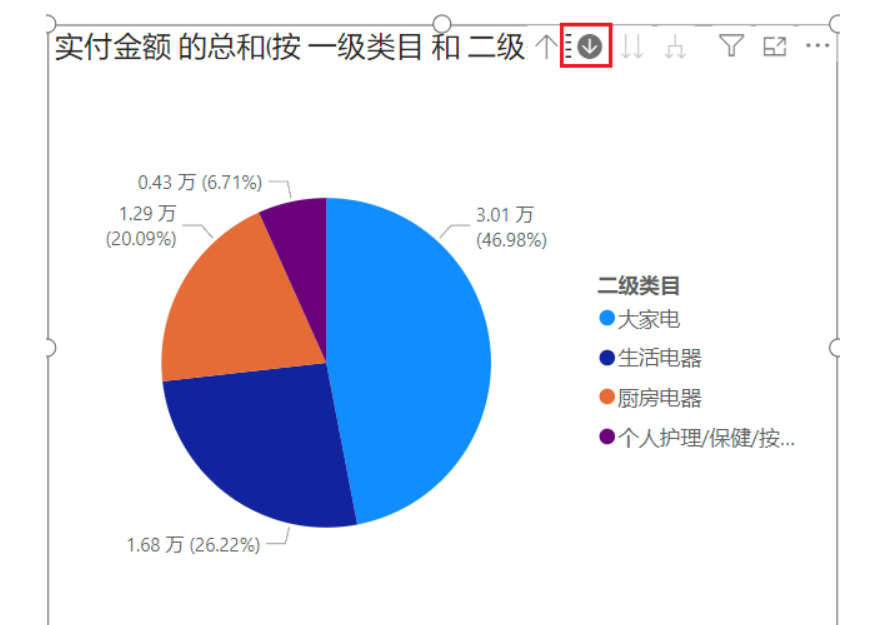 实付金额 的总和(按 一级类目 和 二级
0.43 万 (6.71%)
1.29 万
(20.09%)
3.01 万
(46.98%)
1.68 万 (26.22%)
二级类目
大家电
生活电器
厨房电器
个人护理/保健/按...